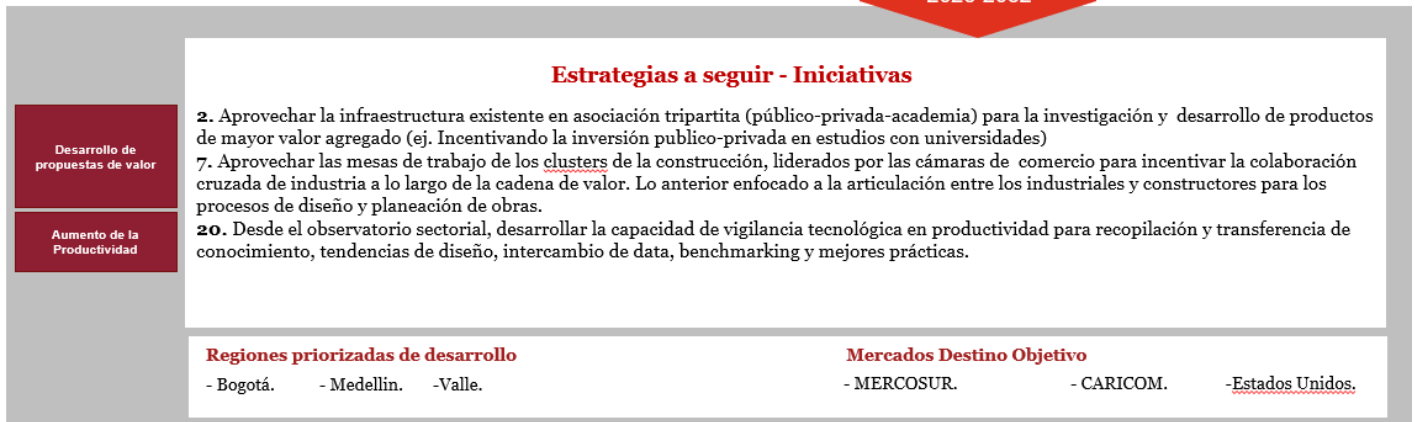 Estrategias a seguir - Iniciativas
Desarrollo de
propuestas de valor
Aumento de la
Productividad
2. Aprovechar la infraestructura existente en asociación tripartita (público-privada-academia) para la investigación y desarrollo de productos
de mayor valor agregado (ej. Incentivando la inversión publico-privada en estudios con universidades)
7. Aprovechar las mesas de trabajo de los clusters de la construcción, liderados por las cámaras de comercio para incentivar la colaboración
cruzada de industria a lo largo de la cadena de valor. Lo anterior enfocado a la articulación entre los industriales y constructores para los
procesos de diseño y planeación de obras.
20. Desde el observatorio sectorial, desarrollar la capacidad de vigilancia tecnológica en productividad para recopilación y transferencia de
conocimiento, tendencias de diseño, intercambio de data, benchmarking y mejores prácticas.
Regiones priorizadas de desarrollo
- Bogotá. - Medellin. -Valle.
Mercados Destino Objetivo
- MERCOSUR. - CARICOM. -Estados Unidos.